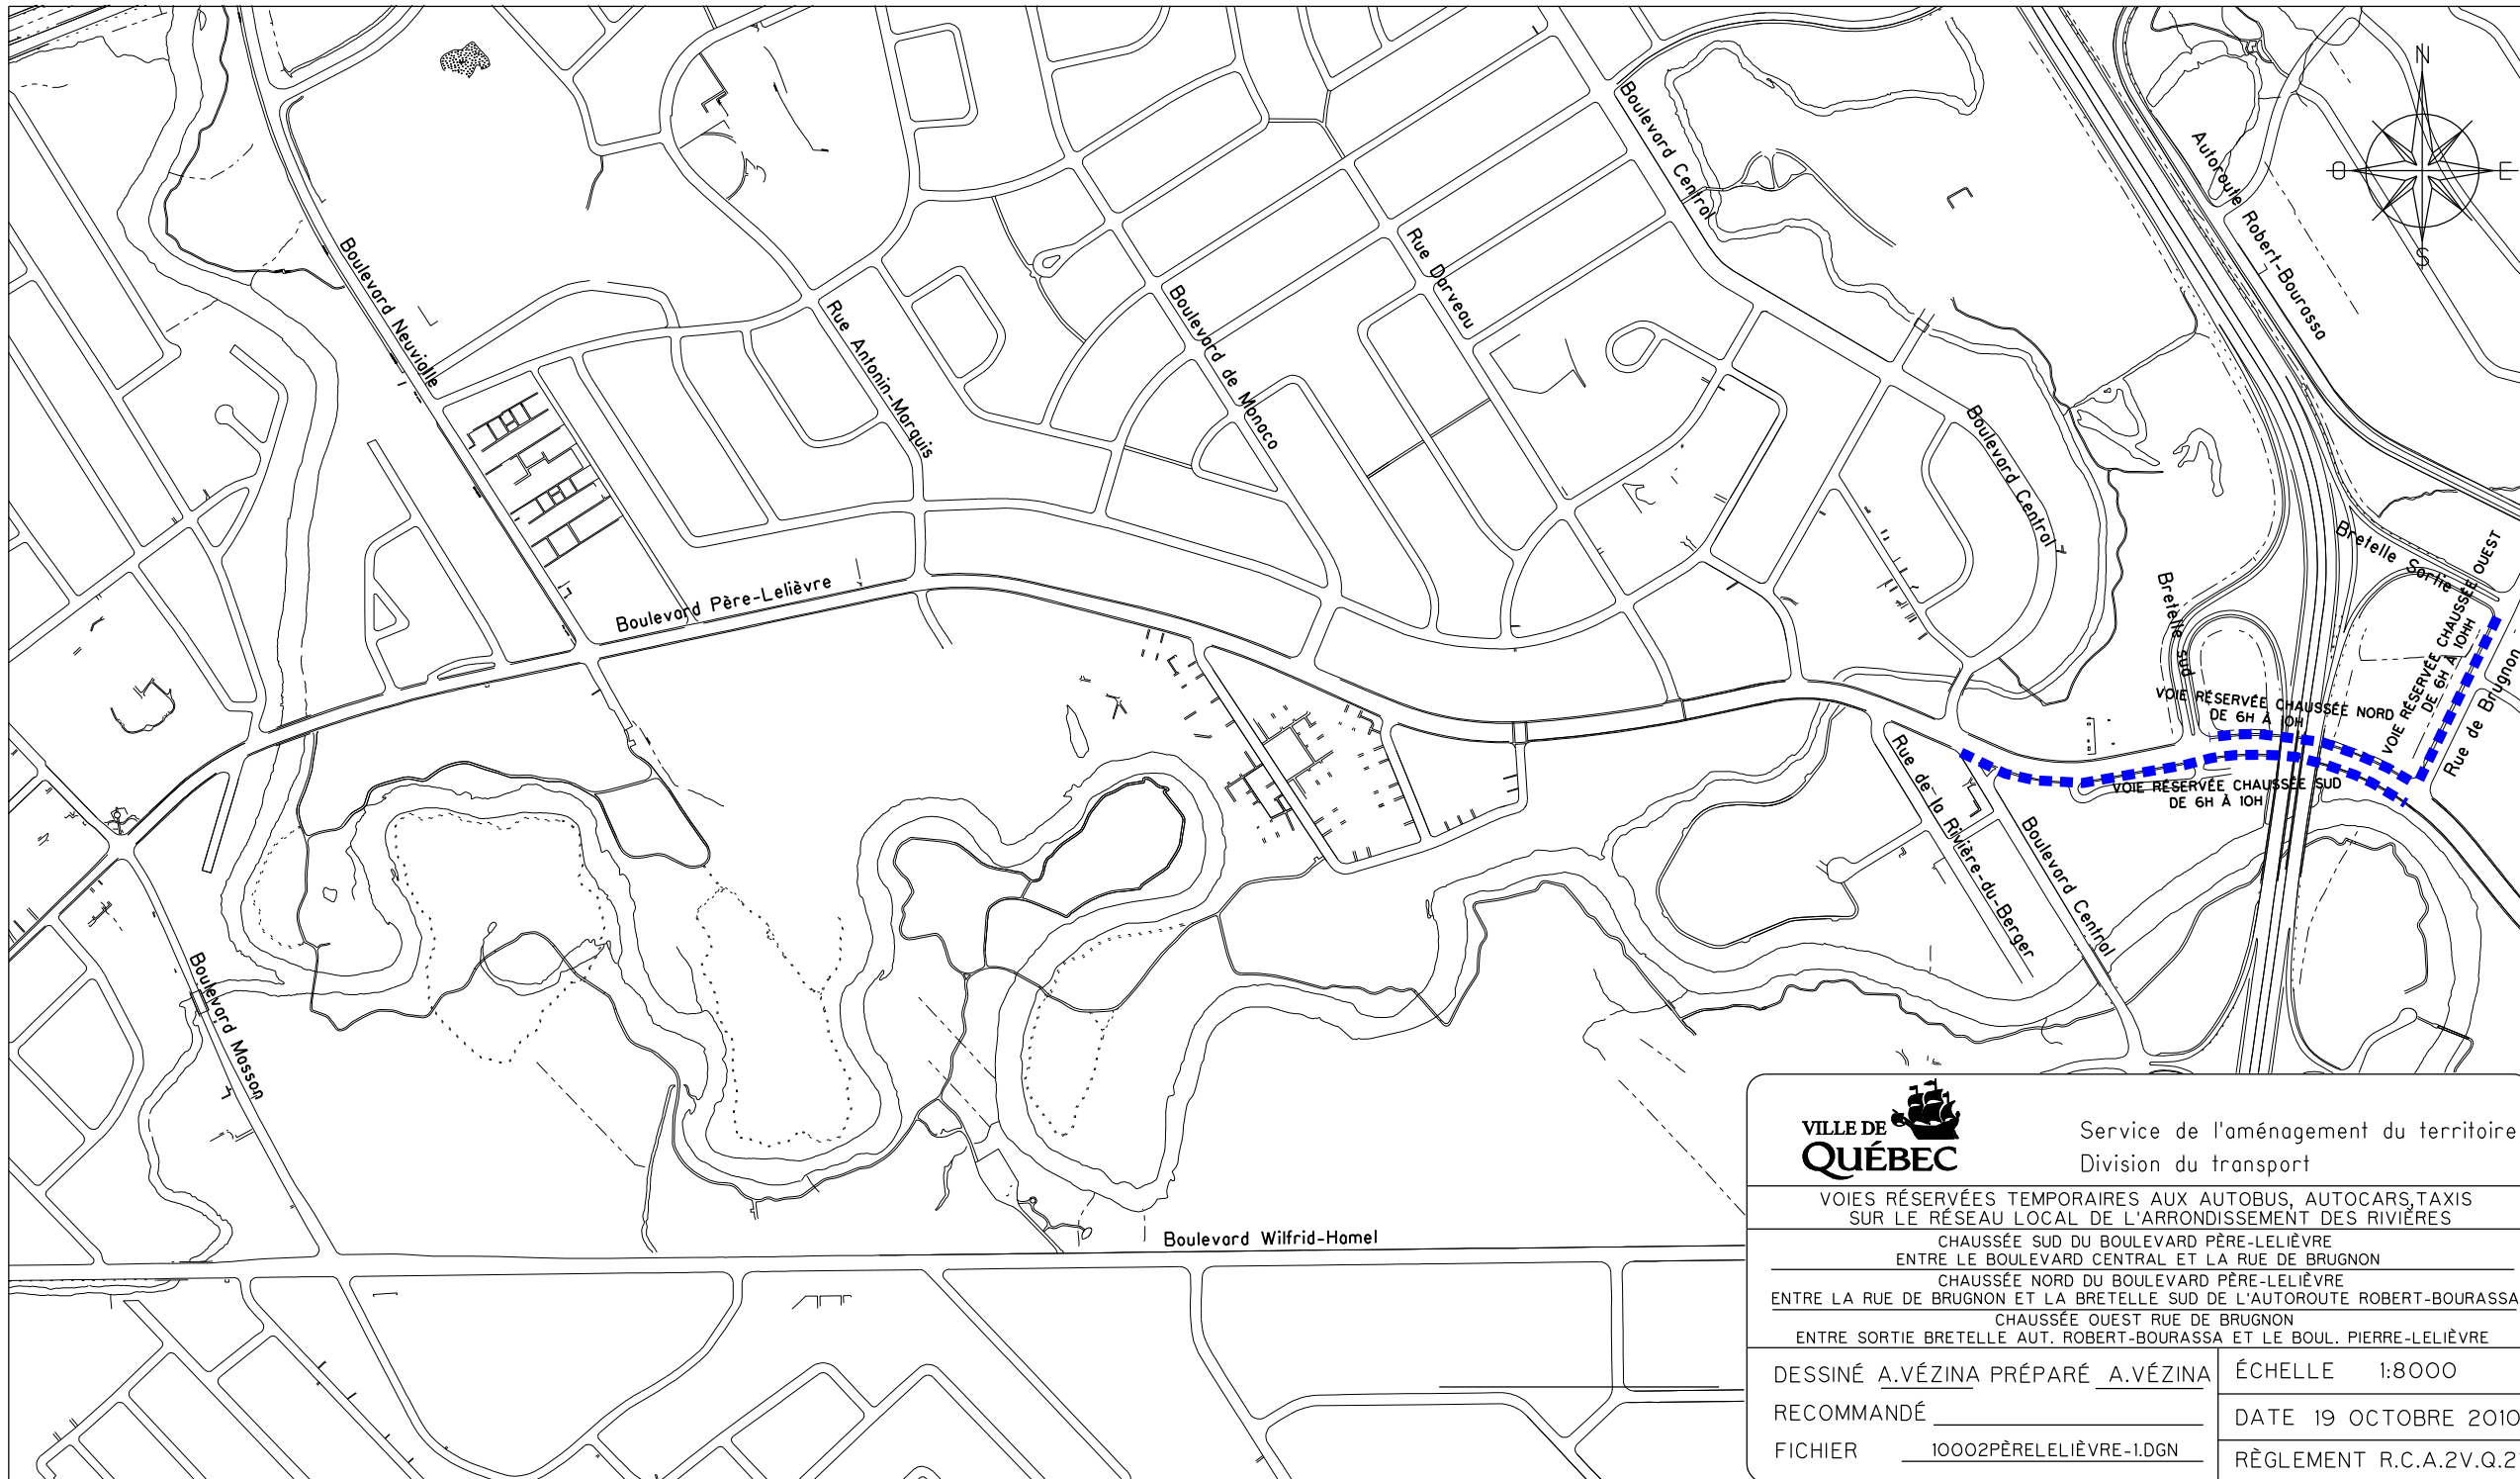 N
O
E
S
Boulevard Central
Autoroute Robert-Bourassa
Boulevard Neuvialle
Rue Antonin-Marquis
Boulevard de Monaco
Rue Darveau
Boulevard Central
Bretelle Sortie
Bretelle sud
Boulevard Père-Lelièvre
VOIE RÉSERVÉE CHAUSSÉE OUEST
DE 6H À 10HH
VOIE RÉSERVÉE CHAUSSÉE NORD
DE 6H À 10H
Rue de Brugnon
VOIE RÉSERVÉE CHAUSSÉE SUD
DE 6H À 10H
Rue de la Rivière-du-Berger
Boulevard Central
Boulevard Masson
Boulevard Wilfrid-Hamel
VILLE DE
QUÉBEC
Service de l'aménagement du territoire
Division du transport
VOIES RÉSERVÉES TEMPORAIRES AUX AUTOBUS, AUTOCARS,TAXIS
SUR LE RÉSEAU LOCAL DE L'ARRONDISSEMENT DES RIVIÈRES
CHAUSSÉE SUD DU BOULEVARD PÈRE-LELIÈVRE
ENTRE LE BOULEVARD CENTRAL ET LA RUE DE BRUGNON
CHAUSSÉE NORD DU BOULEVARD PÈRE-LELIÈVRE
ENTRE LA RUE DE BRUGNON ET LA BRETELLE SUD DE L'AUTOROUTE ROBERT-BOURASSA
CHAUSSÉE OUEST RUE DE BRUGNON
ENTRE SORTIE BRETELLE AUT. ROBERT-BOURASSA ET LE BOUL. PIERRE-LELIÈVRE
DESSINÉ A.VÉZINA PRÉPARÉ A.VÉZINA
ÉCHELLE 1:8000
RECOMMANDÉ
DATE 19 OCTOBRE 2010
FICHIER 10002PÈRELELIÈVRE-1.DGN
RÈGLEMENT R.C.A.2V.Q.2